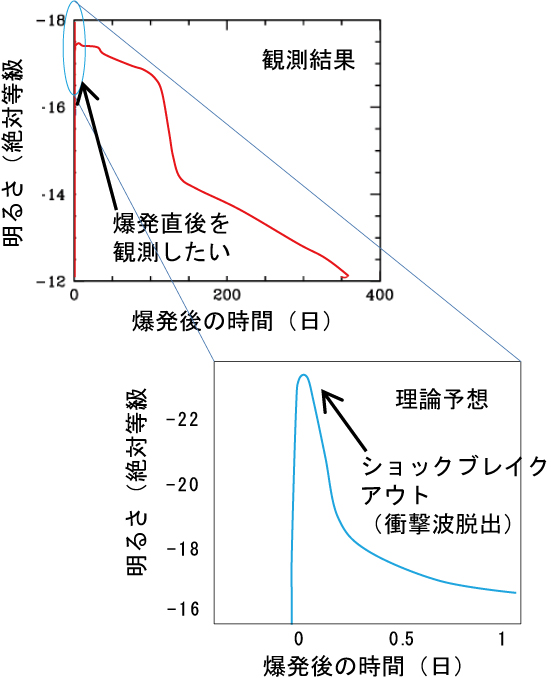 -18
-16
-14
-12
明るさ（絶対等級
観測結果
爆発直後を
観測したい
0
200
400
爆発後の時間（日）
理論予想
-22
-20
-18
-16
明るさ（絶対等級
ショックブレイク
アウト
（衝撃波脱出）
0
0.5
1
爆発後の時間（日）